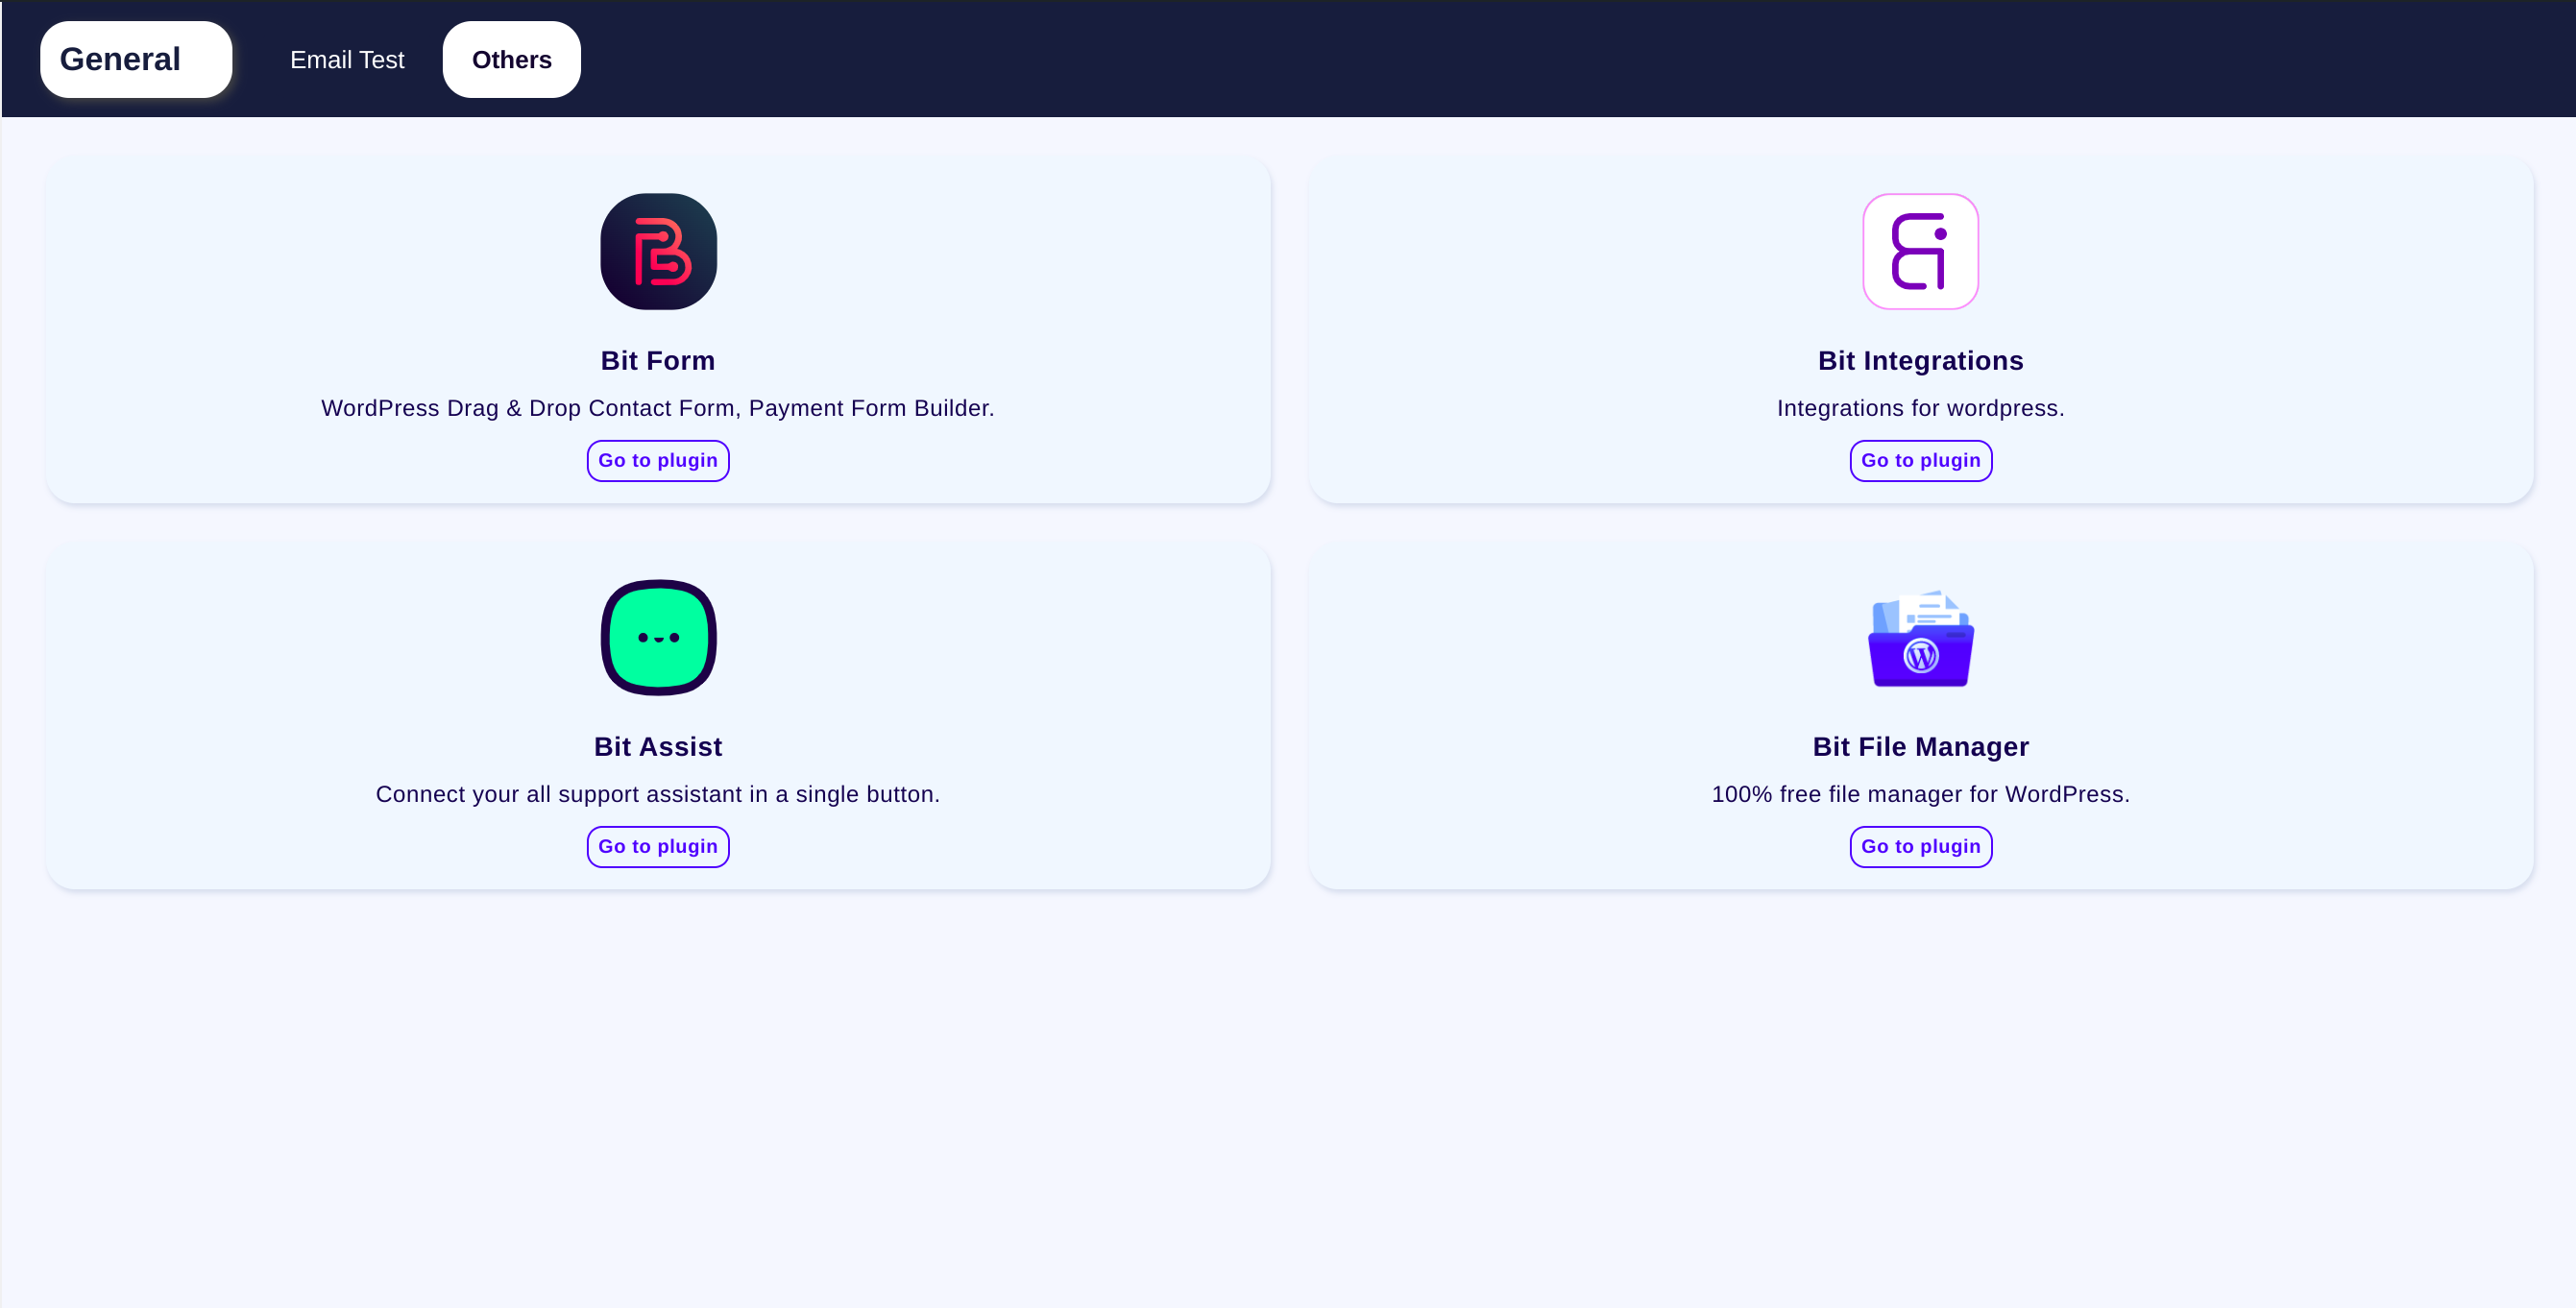 General
Email Test
Others
Bit Form
WordPress Drag & Drop Contact Form, Payment Form Builder.
Go to plugin
Bit Integrations
Integrations for wordpress.
Go to plugin
Bit Assist
Connect your all support assistant in a single button.
Go to plugin
Bit File Manager
100% free file manager for WordPress.
Go to plugin